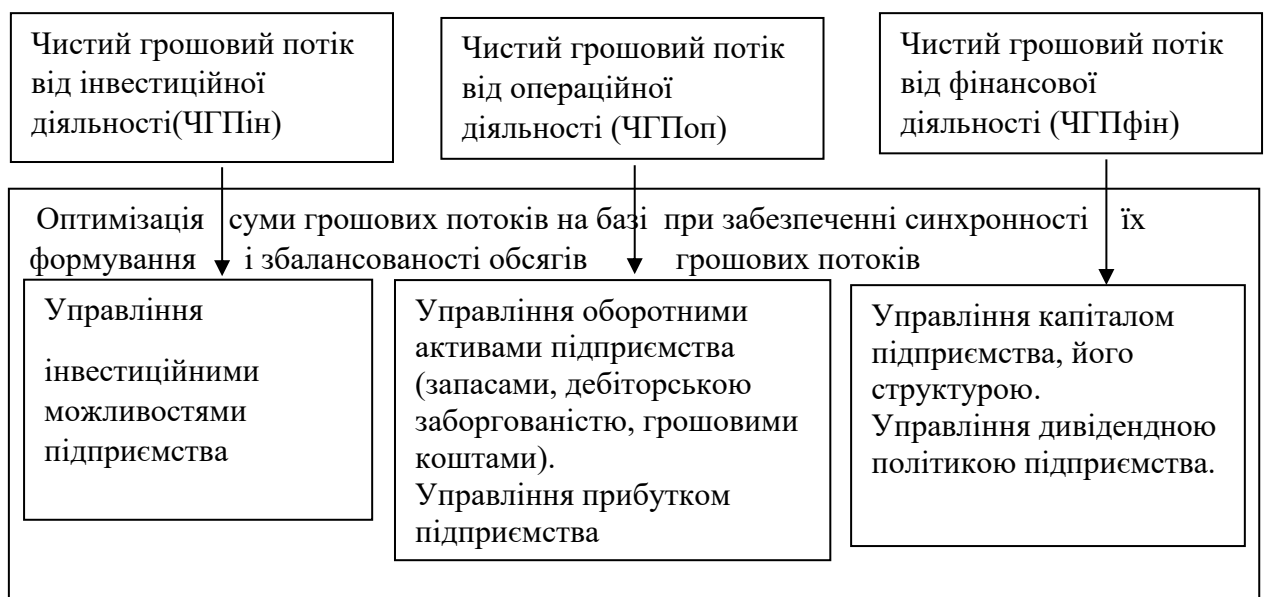 Чистий грошовий потік
від інвестиційної
діяльності(ЧГПін)
Чистий грошовий потік
від операційної
діяльності (ЧГПоп)
Чистий грошовий потік
від фінансової
діяльності (ЧГПфін)
Оптимізація суми грошових потоків на базі при забезпеченні синхронності їх
формування і збалансованості обсягів грошових потоків
Управління
інвестиційними
можливостями
підприємства
Управління оборотними
активами підприємства
(запасами, дебіторською
заборгованістю, грошовими
коштами).
Управління прибутком
підприємства
Управління капіталом
підприємства, його
структурою.
Управління дивідендною
політикою підприємства.